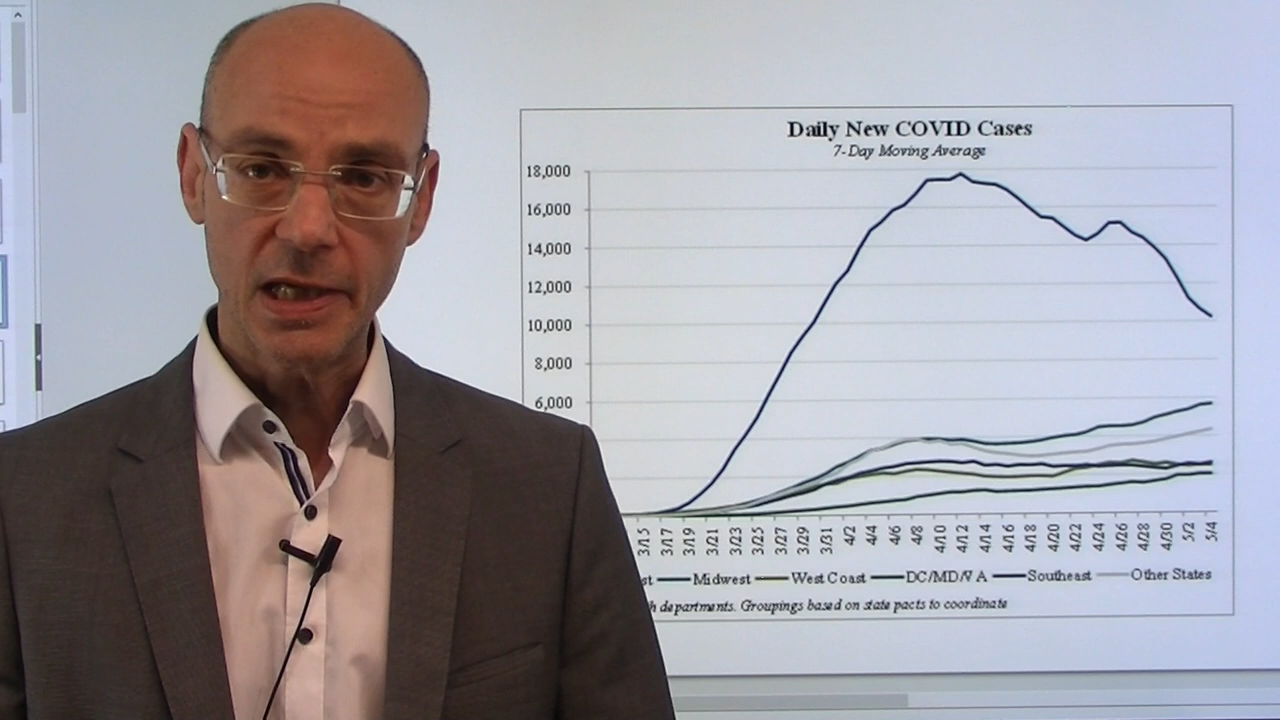 Daily New COVID Cases
7-Day Moving Average
18,000
16,000
14,000
12,000
10,000
8,000
6,000
3/15 3/17 3/19 3/21 3/23 3/25 3/27 3/29 3/31 4/2 4/4 4/6 4/8 4/10 4/12 4/14 4/16 4/18 4/20 4/22 4/24 4/26 4/28 4/30 5/2 5/4
Midwest West Coast DC/MD/VA Southeast Other States
departments. Groupings based on state pacts to coordinate